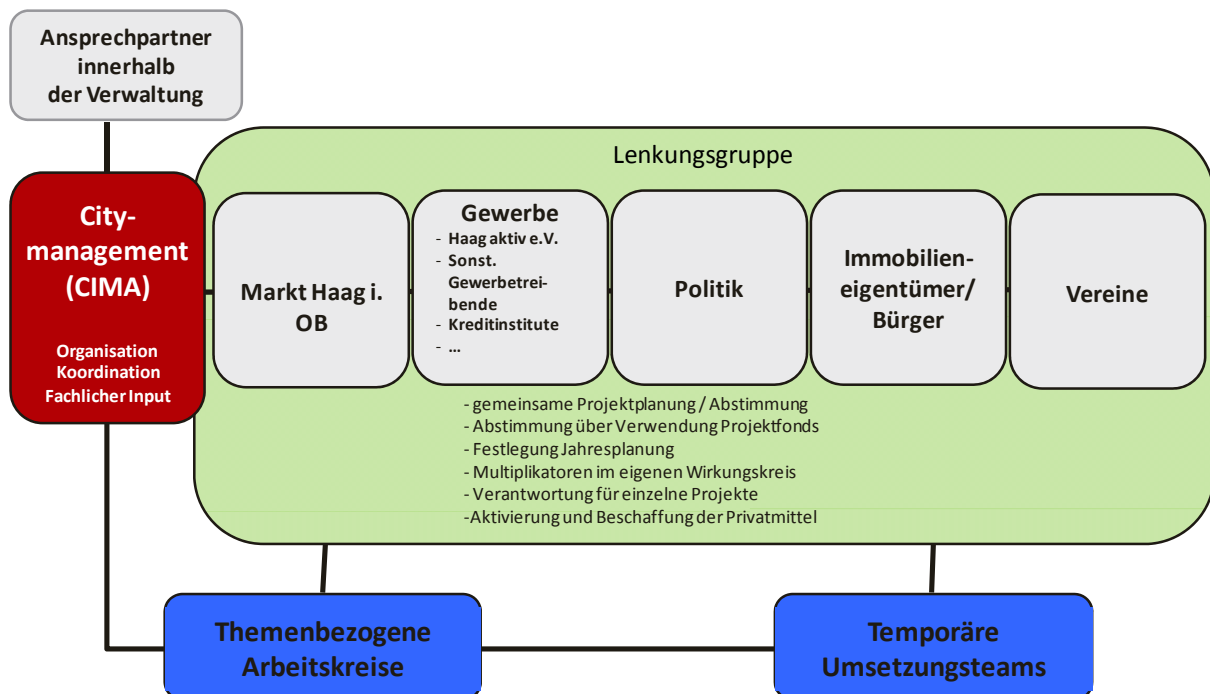 Ansprechpartner
innerhalb
der Verwaltung
Lenkungsgruppe
City-
management
(CIMA)
Organisation
Koordination
Fachlicher Input
Markt Haag i.
OB
Gewerbe
- Haag aktiv e.V.
- Sonst.
Gewerbetrei-
bende
- Kreditinstitute
- ...
Politik
Immobilien-
eigentümer/
Bürger
Vereine
- gemeinsame Projektplanung / Abstimmung
- Abstimmung über Verwendung Projektfonds
- Festlegung Jahresplanung
- Multiplikatoren im eigenen Wirkungskreis
- Verantwortung für einzelne Projekte
-Aktivierung und Beschaffung der Privatmittel
Themenbezogene
Arbeitskreise
Temporäre
Umsetzungsteams